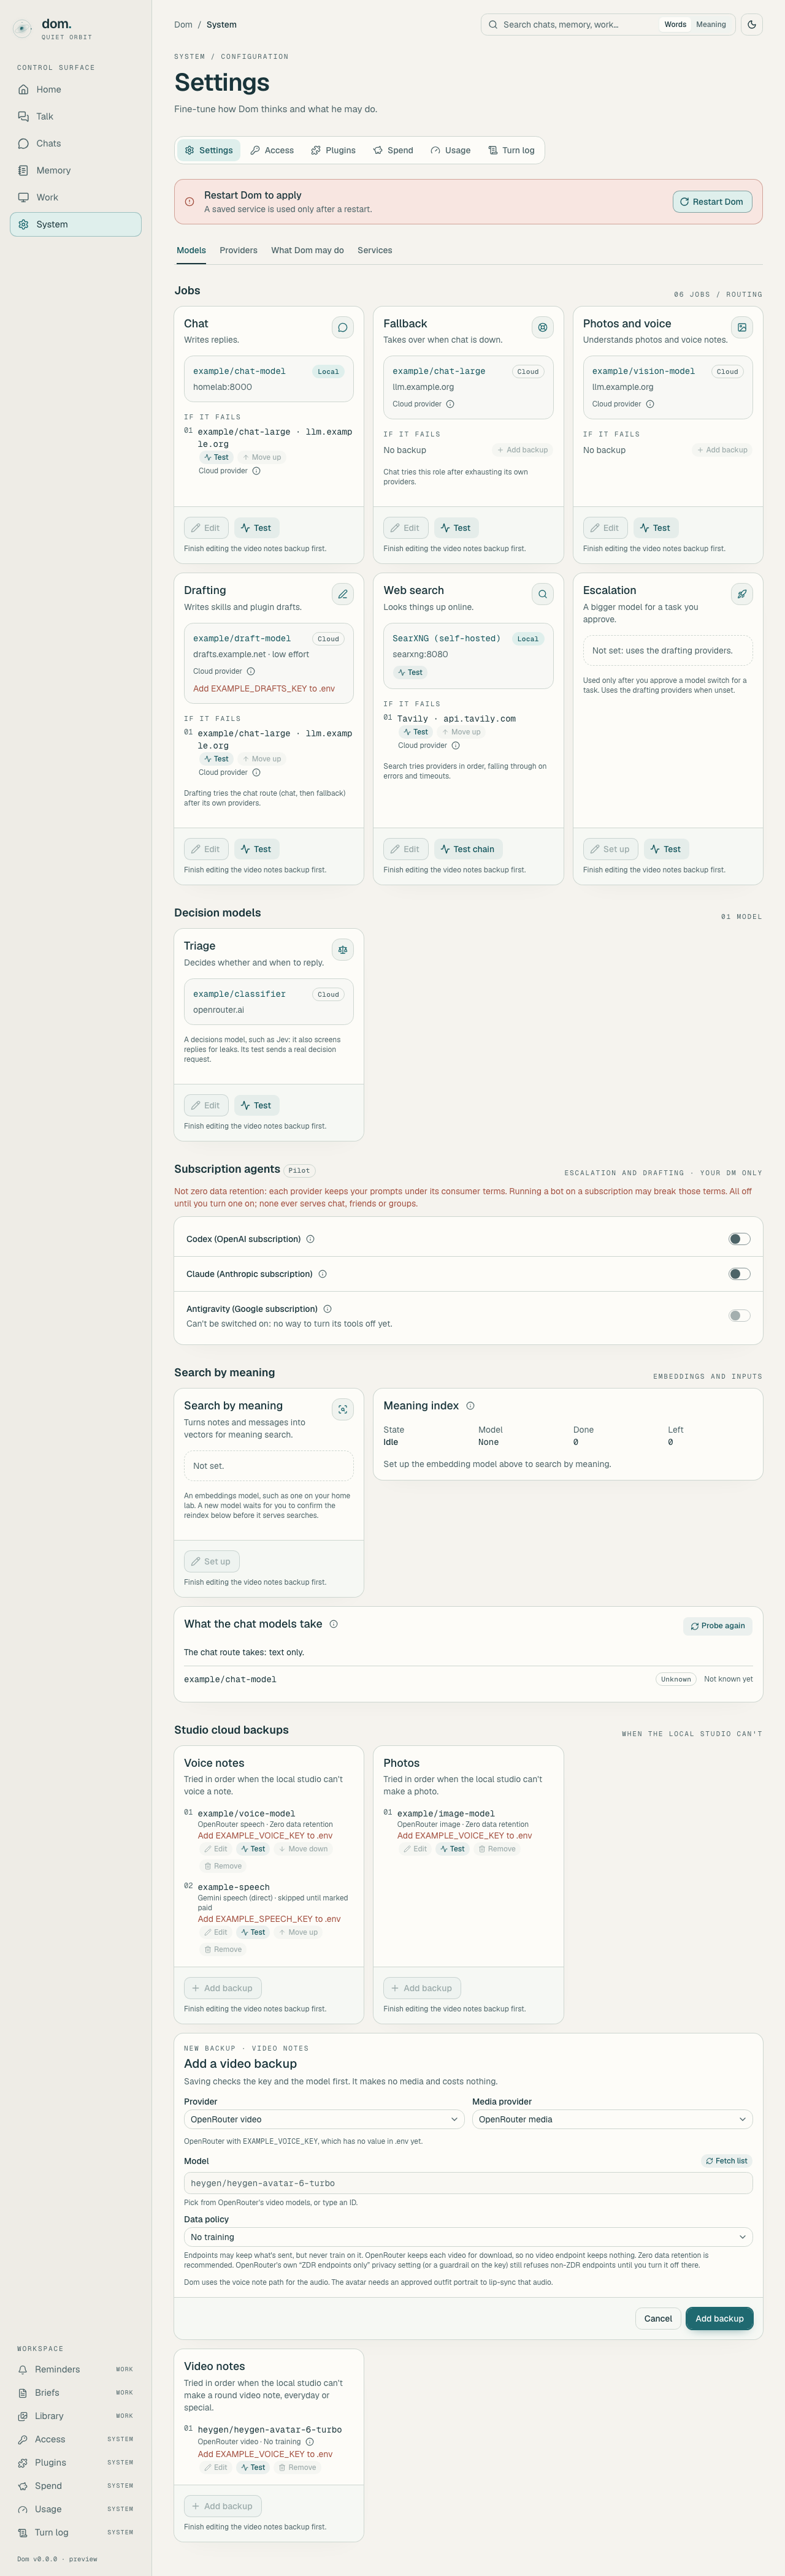 dom.
QUIET ORBIT
CONTROL SURFACE
Home
Talk
Chats
Memory
Work
System
WORKSPACE
Reminders WORK
Briefs WORK
Library WORK
Access SYSTEM
Plugins SYSTEM
Spend SYSTEM
Usage SYSTEM
Turn log SYSTEM
Dom v0.0.0 · preview
Dom / System
Search chats, memory, work... Words Meaning
SYSTEM / CONFIGURATION
Settings
Fine-tune how Dom thinks and what he may do.
Settings Access Plugins Spend Usage Turn log
Restart Dom to apply
A saved service is used only after a restart.
Restart Dom
Models Providers What Dom may do Services
Jobs
06 JOBS / ROUTING
Chat
Writes replies.
example/chat-model Local
homelab:8000
IF IT FAILS
01 example/chat-large · llm.examp
le.org
Test Move up
Cloud provider
Edit Test
Finish editing the video notes backup first.
Fallback
Takes over when chat is down.
example/chat-large Cloud
llm.example.org
Cloud provider
IF IT FAILS
No backup Add backup
Chat tries this role after exhausting its own
providers.
Edit Test
Finish editing the video notes backup first.
Photos and voice
Understands photos and voice notes.
example/vision-model Cloud
llm.example.org
Cloud provider
IF IT FAILS
No backup Add backup
Edit Test
Finish editing the video notes backup first.
Drafting
Writes skills and plugin drafts.
example/draft-model Cloud
drafts.example.net · low effort
Cloud provider
Add EXAMPLE_DRAFTS_KEY to .env
IF IT FAILS
01 example/chat-large · llm.examp
le.org
Test Move up
Cloud provider
Drafting tries the chat route (chat, then fallback)
after its own providers.
Edit Test
Finish editing the video notes backup first.
Web search
Looks things up online.
SearXNG (self-hosted) Local
searxng:8080
Test
IF IT FAILS
01 Tavily · api.tavily.com
Test Move up
Cloud provider
Search tries providers in order, falling through on
errors and timeouts.
Edit Test chain
Finish editing the video notes backup first.
Escalation
A bigger model for a task you
approve.
Not set: uses the drafting providers.
Used only after you approve a model switch for a
task. Uses the drafting providers when unset.
Set up Test
Finish editing the video notes backup first.
Decision models
01 MODEL
Triage
Decides whether and when to reply.
example/classifier Cloud
openrouter.ai
A decisions model, such as Jev: it also screens
replies for leaks. Its test sends a real decision
request.
Edit Test
Finish editing the video notes backup first.
Subscription agents Pilot
ESCALATION AND DRAFTING · YOUR DM ONLY
Not zero data retention: each provider keeps your prompts under its consumer terms. Running a bot on a subscription may break those terms. All off
until you turn one on; none ever serves chat, friends or groups.
Codex (OpenAI subscription)
Claude (Anthropic subscription)
Antigravity (Google subscription)
Can't be switched on: no way to turn its tools off yet.
Search by meaning
EMBEDDINGS AND INPUTS
Search by meaning
Turns notes and messages into
vectors for meaning search.
Not set.
An embeddings model, such as one on your home
lab. A new model waits for you to confirm the
reindex below before it serves searches.
Set up
Finish editing the video notes backup first.
Meaning index
State Model Done Left
Idle None 0 0
Set up the embedding model above to search by meaning.
What the chat models take
Probe again
The chat route takes: text only.
example/chat-model Unknown Not known yet
Studio cloud backups
WHEN THE LOCAL STUDIO CAN'T
Voice notes
Tried in order when the local studio can't
voice a note.
01 example/voice-model
OpenRouter speech · Zero data retention
Add EXAMPLE_VOICE_KEY to .env
Edit Test Move down
Remove
02 example-speech
Gemini speech (direct) · skipped until marked
paid
Add EXAMPLE_SPEECH_KEY to .env
Edit Test Move up
Remove
Add backup
Finish editing the video notes backup first.
Photos
Tried in order when the local studio can't
make a photo.
01 example/image-model
OpenRouter image · Zero data retention
Add EXAMPLE_VOICE_KEY to .env
Edit Test Remove
Add backup
Finish editing the video notes backup first.
NEW BACKUP · VIDEO NOTES
Add a video backup
Saving checks the key and the model first. It makes no media and costs nothing.
Provider Media provider
OpenRouter video OpenRouter media
OpenRouter with EXAMPLE_VOICE_KEY, which has no value in .env yet.
Model Fetch list
heygen/heygen-avatar-6-turbo
Pick from OpenRouter's video models, or type an ID.
Data policy
No training
Endpoints may keep what's sent, but never train on it. OpenRouter keeps each video for download, so no video endpoint keeps nothing. Zero data retention is
recommended. OpenRouter's own "ZDR endpoints only" privacy setting (or a guardrail on the key) still refuses non-ZDR endpoints until you turn it off there.
Dom uses the voice note path for the audio. The avatar needs an approved outfit portrait to lip-sync that audio.
Cancel Add backup
Video notes
Tried in order when the local studio can't
make a round video note, everyday or
special.
01 heygen/heygen-avatar-6-turbo
OpenRouter video · No training
Add EXAMPLE_VOICE_KEY to .env
Edit Test Remove
Add backup
Finish editing the video notes backup first.